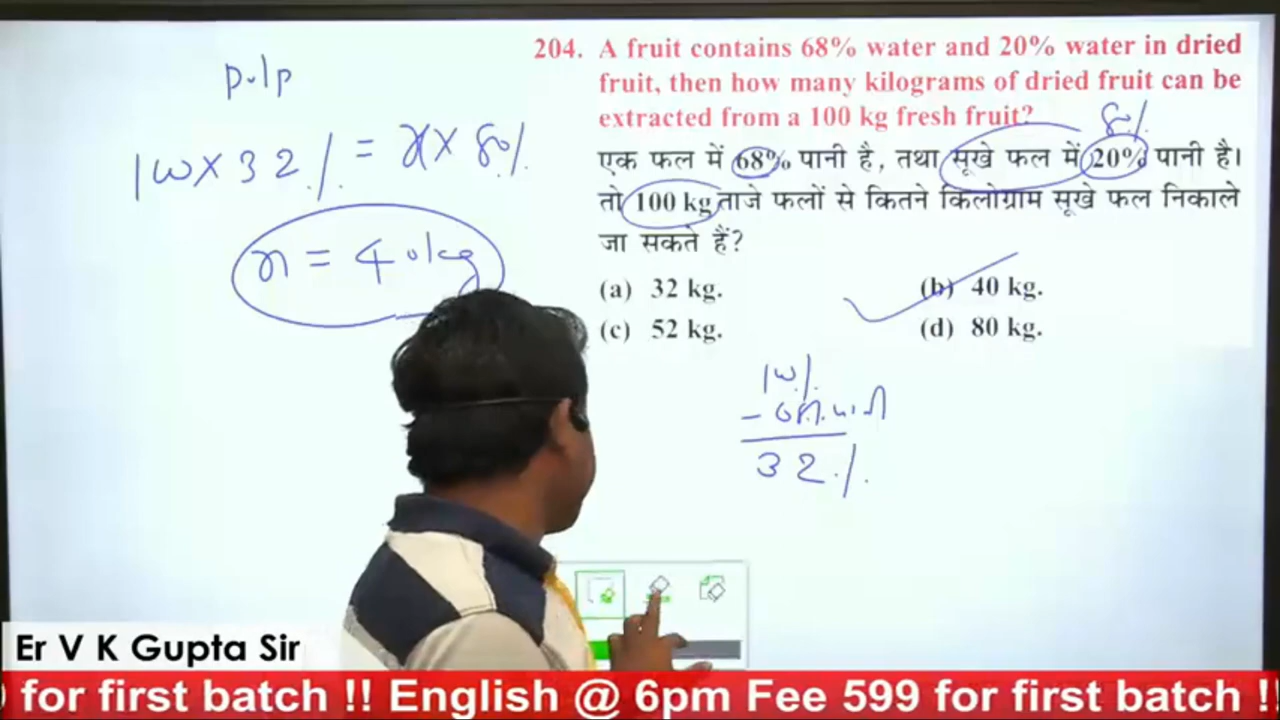 pulp
100 × 32% = x × 80%
x = 40 kg
204. A fruit contains 68% water and 20% water in dried
fruit, then how many kilograms of dried fruit can be
extracted from a 100 kg fresh fruit?
80%
एक फल में 68% पानी है, तथा सूखे फल में 20% पानी है।
तो 100 kg ताजे फलों से कितने किलोग्राम सूखे फल निकाले
जा सकते हैं?
(a) 32 kg. (b) 40 kg.
(c) 52 kg. (d) 80 kg.
100%
32%
Er V K Gupta Sir
for first batch !! English @ 6pm Fee 599 for first batch !!